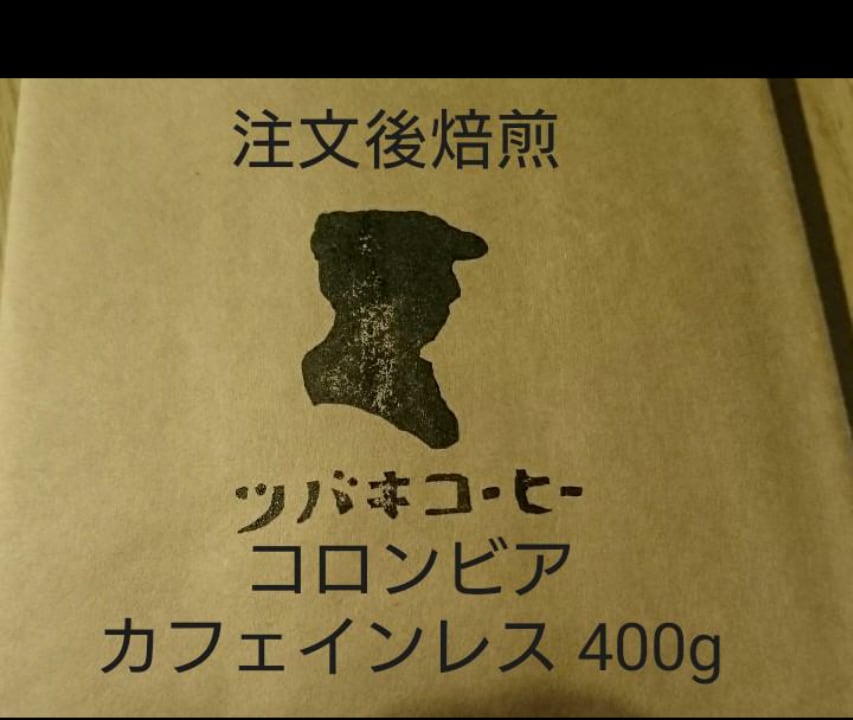 注文後焙煎
ツバキコーヒー
コロンビア
カフェインレス 400g